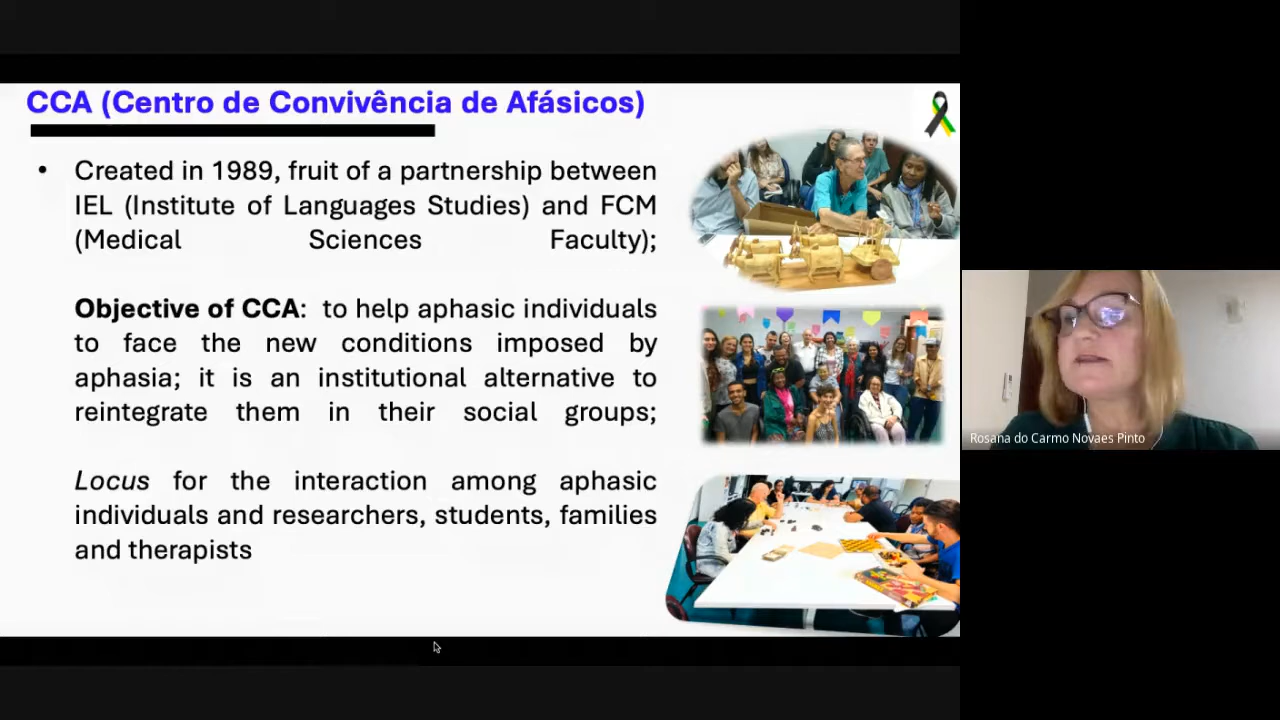 CCA (Centro de Convivência de Afásicos)
• Created in 1989, fruit of a partnership between
IEL (Institute of Languages Studies) and FCM
(Medical Sciences Faculty);
Objective of CCA: to help aphasic individuals
to face the new conditions imposed by
aphasia; it is an institutional alternative to
reintegrate them in their social groups;
Locus for the interaction among aphasic
individuals and researchers, students, families
and therapists
Rosana do Carmo Novaes Pinto